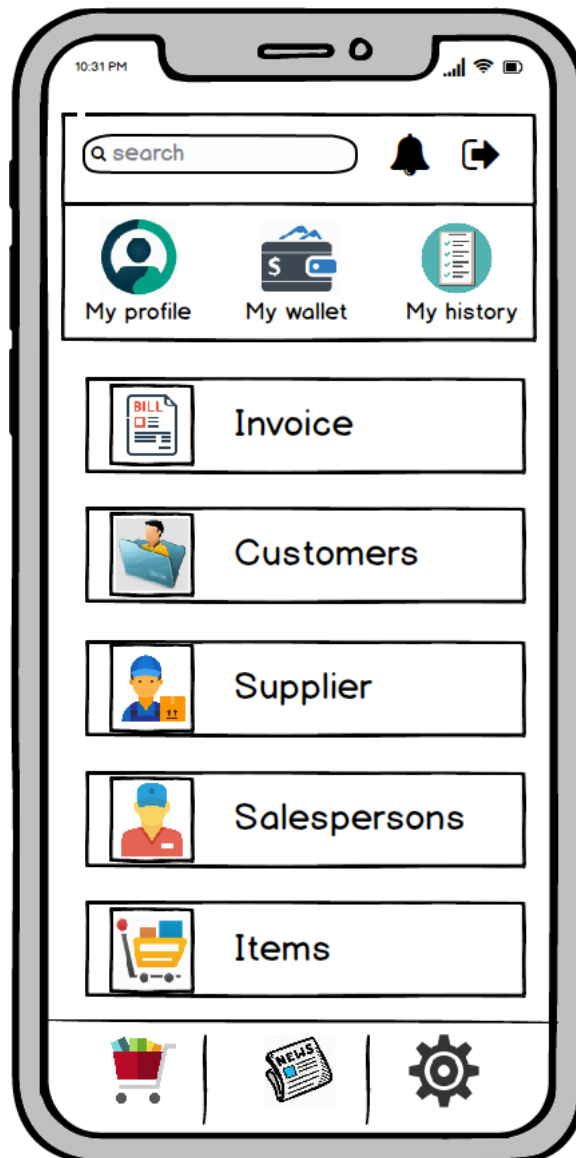 10:31 PM
search
My profile
$
My wallet
My history
BILL
Invoice
Customers
Supplier
Salespersons
Items
NEWS